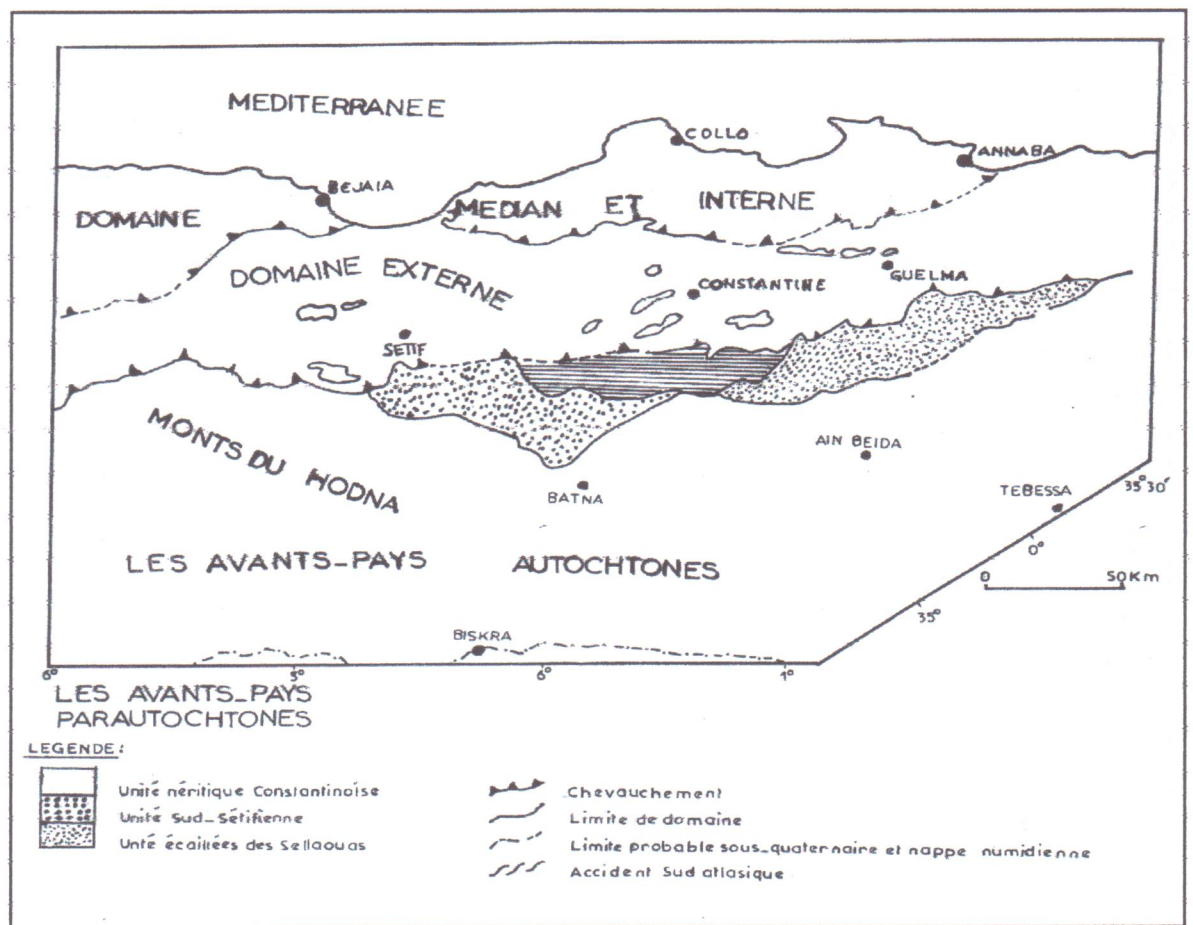 MEDITERRANEE
COLLO
ANNABA
BEJAIA
DOMAINE MEDIAN ET INTERNE
DOMAINE EXTERNE
GUELMA
CONSTANTINE
SETIF
MONTS DU HODNA
AIN BEIDA
BATNA
TEBESSA
35°30'
LES AVANTS_PAYS AUTOCHTONES
0°
0 50Km
35°
BISKRA
6° 5° 6° 1°
LES AVANTS_PAYS
PARAUTOCHTONES
LEGENDE:
Unité néritique Constantinoise
Unité Sud_Sétifienne
Unté écaillées des Sellaouas
Chevauchement
Limite de domaine
Limite probable sous_quaternaire et nappe numidienne
Accident Sud atlasique